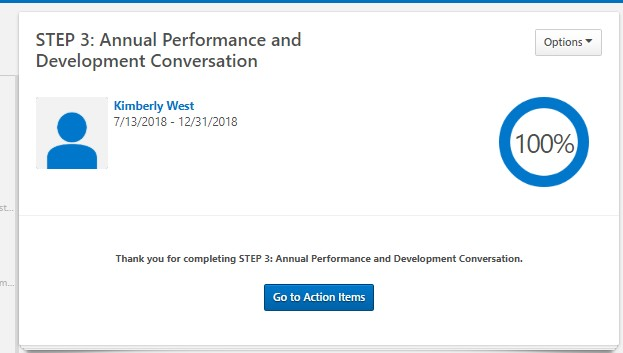 STEP 3: Annual Performance and
Development Conversation
Options
Kimberly West
7/13/2018 - 12/31/2018
100%
st...
m...
Thank you for completing STEP 3: Annual Performance and Development Conversation.
Go to Action Items